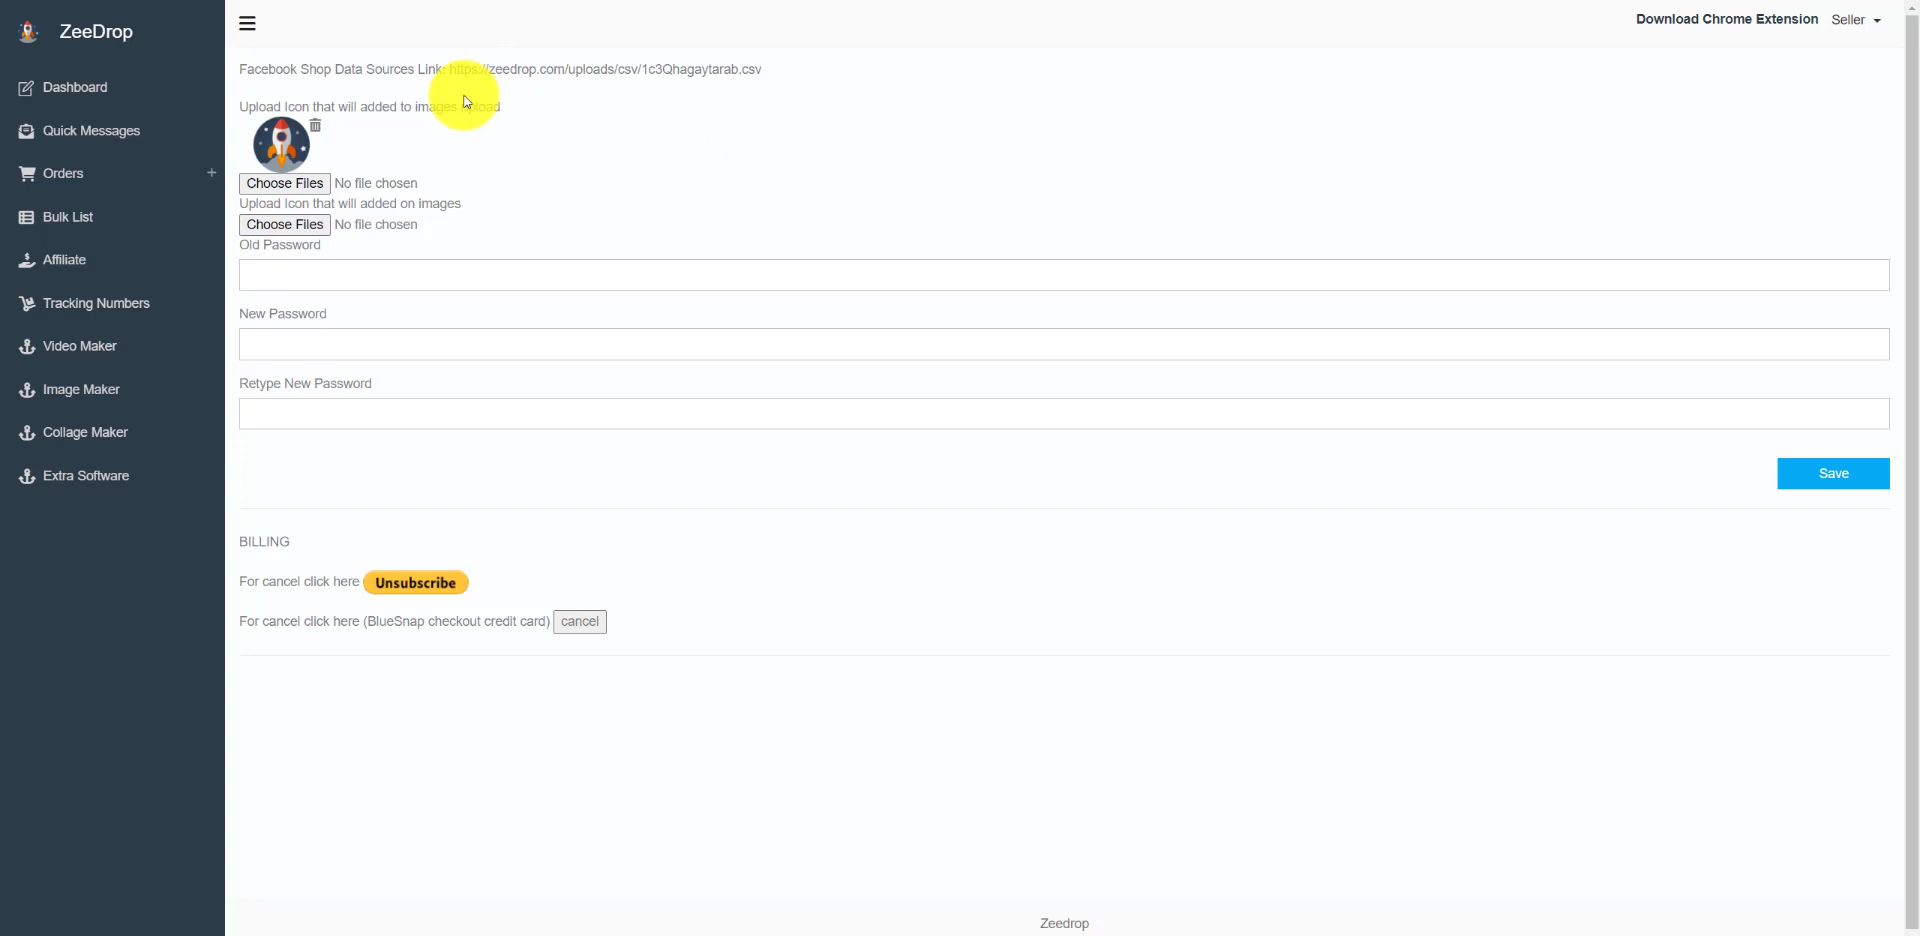 ZeeDrop
Download Chrome Extension
Seller
Dashboard
Quick Messages
Orders
+
Bulk List
Affiliate
Tracking Numbers
Video Maker
Image Maker
Collage Maker
Extra Software
Facebook Shop Data Sources Link: https://zeedrop.com/uploads/csv/1c3Qhagaytarab.csv
Upload Icon that will added to images upload
Choose Files No file chosen
Upload Icon that will added on images
Choose Files No file chosen
Old Password
New Password
Retype New Password
Save
BILLING
For cancel click here Unsubscribe
For cancel click here (BlueSnap checkout credit card) cancel
Zeedrop